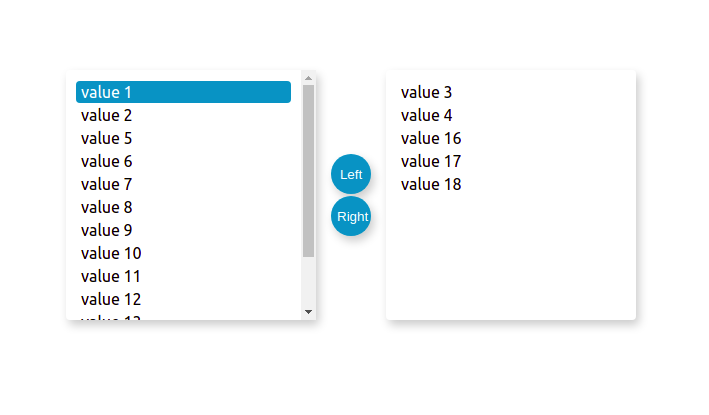 value 1
value 2
value 5
value 6
value 7
value 8
value 9
value 10
value 11
value 12
Left
Right
value 3
value 4
value 16
value 17
value 18